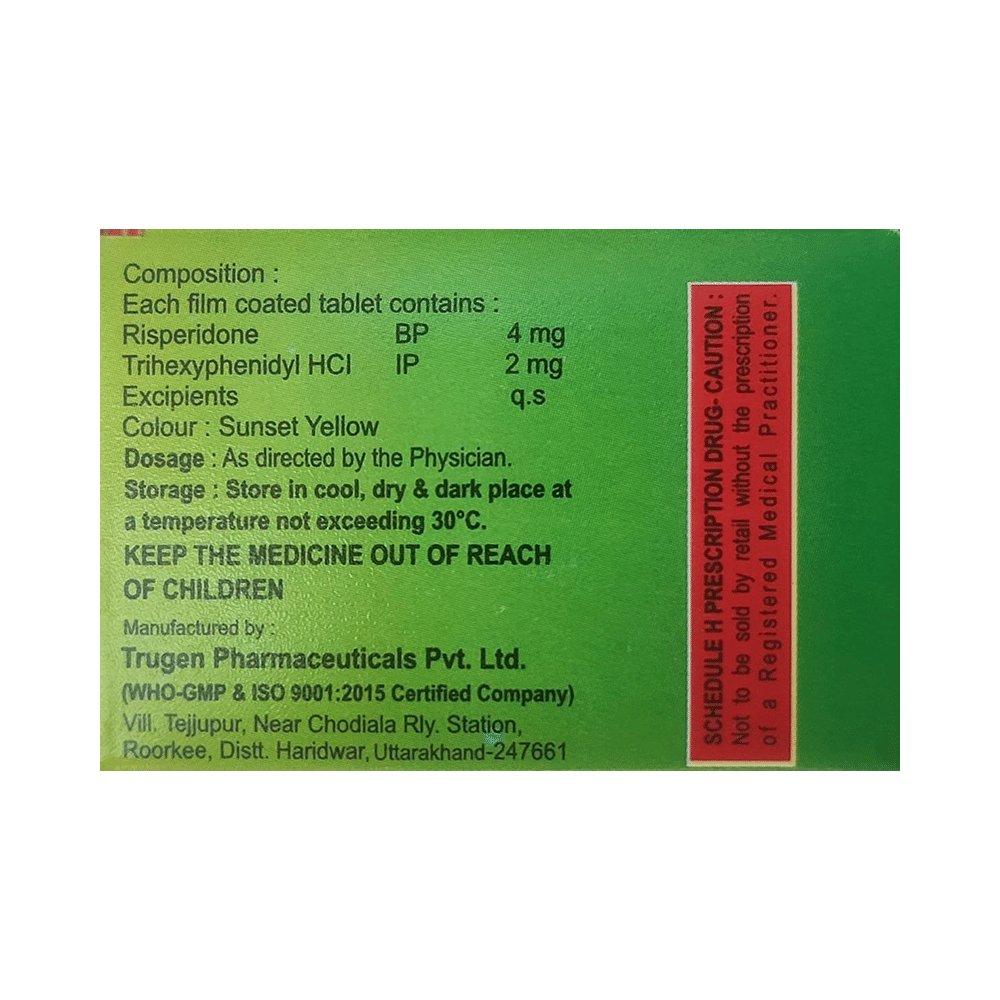 Composition :
Each film coated tablet contains :
Risperidone BP 4 mg
Trihexyphenidyl HCl IP 2 mg
Excipients q.s
Colour : Sunset Yellow
Dosage : As directed by the Physician.
Storage : Store in cool, dry & dark place at
a temperature not exceeding 30°C.
KEEP THE MEDICINE OUT OF REACH
OF CHILDREN
Manufactured by :
Trugen Pharmaceuticals Pvt. Ltd.
(WHO-GMP & ISO 9001:2015 Certified Company)
Vill. Tejjupur, Near Chodiala Rly. Station,
Roorkee, Distt. Haridwar, Uttarakhand-247661
SCHEDULE H PRESCRIPTION DRUG- CAUTION :
Not to be sold by retail without the prescription
of a Registered Medical Practitioner.